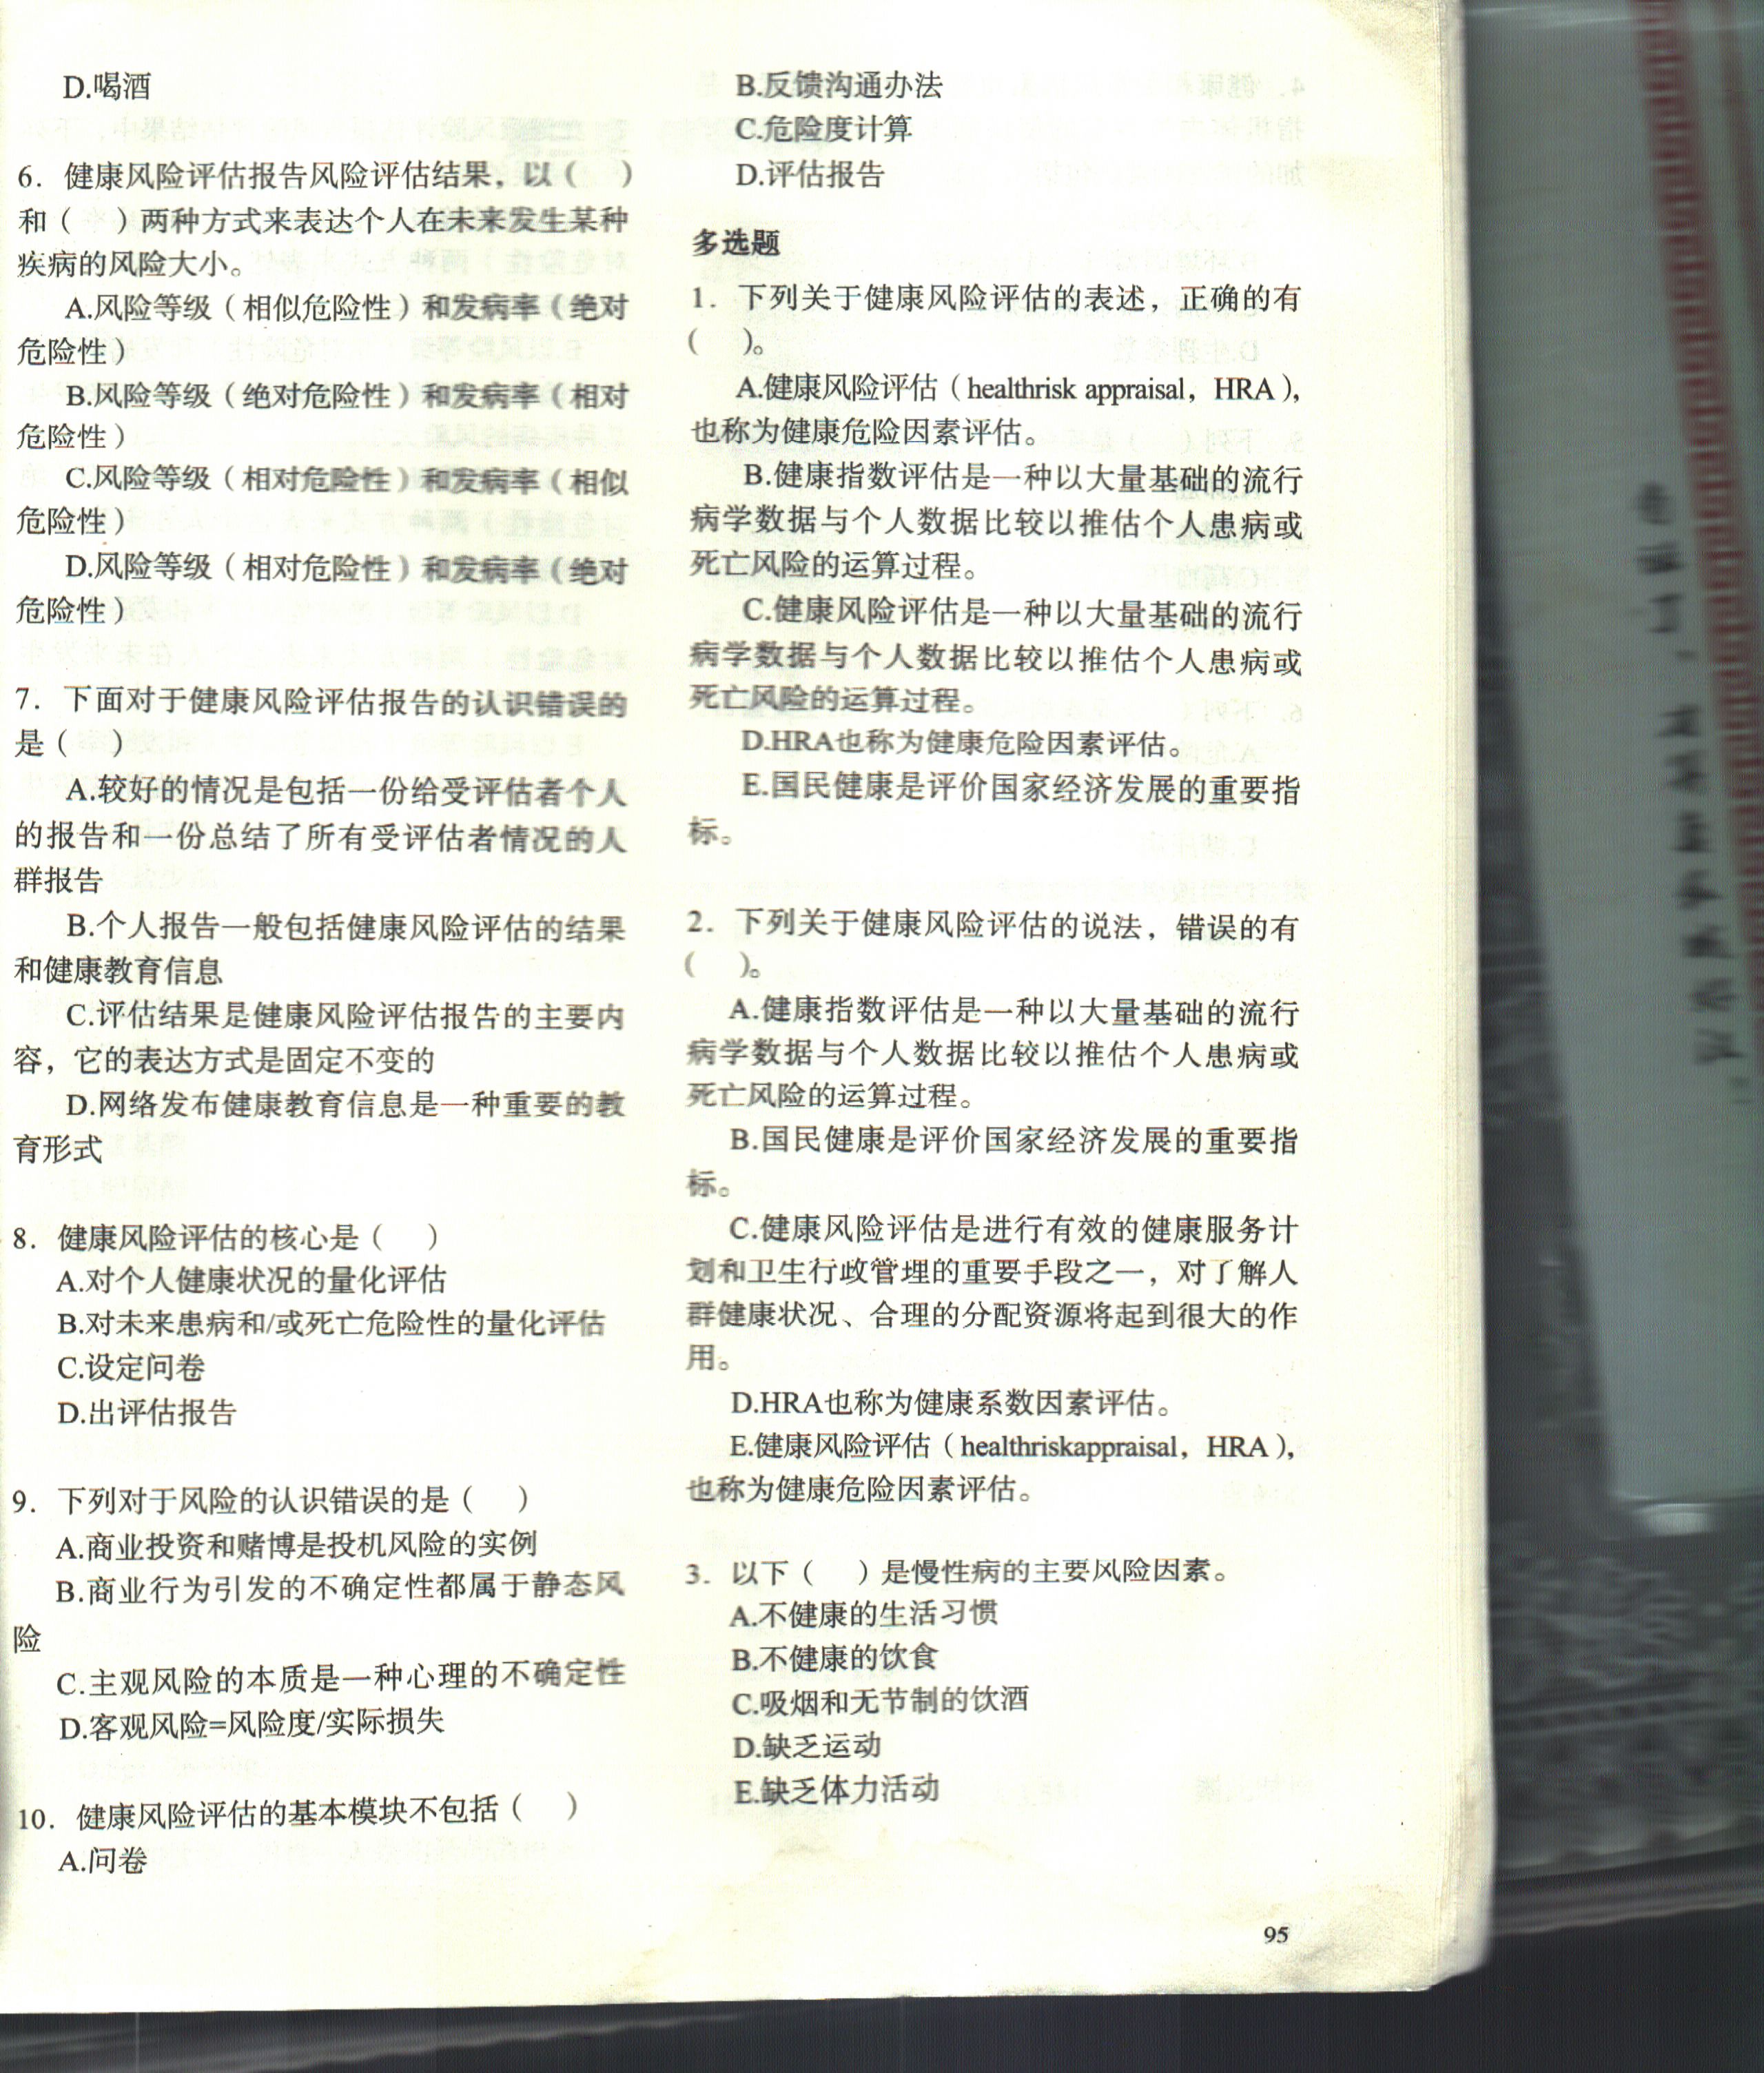 D.喝酒
6. 健康风险评估报告风险评估结果，以（ ）
和（ ）两种方式来表达个人在未来发生某种
疾病的风险大小。
A.风险等级（相似危险性）和发病率（绝对
危险性）
B.风险等级（绝对危险性）和发病率（相对
危险性）
C.风险等级（相对危险性）和发病率（相似
危险性）
D.风险等级（相对危险性）和发病率（绝对
危险性）
7. 下面对于健康风险评估报告的认识错误的
是（ ）
A.较好的情况是包括一份给受评估者个人
的报告和一份总结了所有受评估者情况的人
群报告
B.个人报告一般包括健康风险评估的结果
和健康教育信息
C.评估结果是健康风险评估报告的主要内
容，它的表达方式是固定不变的
D.网络发布健康教育信息是一种重要的教
育形式
8. 健康风险评估的核心是（ ）
A.对个人健康状况的量化评估
B.对未来患病和/或死亡危险性的量化评估
C.设定问卷
D.出评估报告
9. 下列对于风险的认识错误的是（ ）
A.商业投资和赌博是投机风险的实例
B.商业行为引发的不确定性都属于静态风
险
C.主观风险的本质是一种心理的不确定性
D.客观风险=风险度/实际损失
10. 健康风险评估的基本模块不包括（ ）
A.问卷
B.反馈沟通办法
C.危险度计算
D.评估报告
多选题
1. 下列关于健康风险评估的表述，正确的有
（ ）。
A.健康风险评估（healthrisk appraisal，HRA），
也称为健康危险因素评估。
B.健康指数评估是一种以大量基础的流行
病学数据与个人数据比较以推估个人患病或
死亡风险的运算过程。
C.健康风险评估是一种以大量基础的流行
病学数据与个人数据比较以推估个人患病或
死亡风险的运算过程。
D.HRA也称为健康危险因素评估。
E.国民健康是评价国家经济发展的重要指
标。
2. 下列关于健康风险评估的说法，错误的有
（ ）。
A.健康指数评估是一种以大量基础的流行
病学数据与个人数据比较以推估个人患病或
死亡风险的运算过程。
B.国民健康是评价国家经济发展的重要指
标。
C.健康风险评估是进行有效的健康服务计
划和卫生行政管理的重要手段之一，对了解人
群健康状况、合理的分配资源将起到很大的作
用。
D.HRA也称为健康系数因素评估。
E.健康风险评估（healthriskappraisal，HRA），
也称为健康危险因素评估。
3. 以下（ ）是慢性病的主要风险因素。
A.不健康的生活习惯
B.不健康的饮食
C.吸烟和无节制的饮酒
D.缺乏运动
E.缺乏体力活动
95